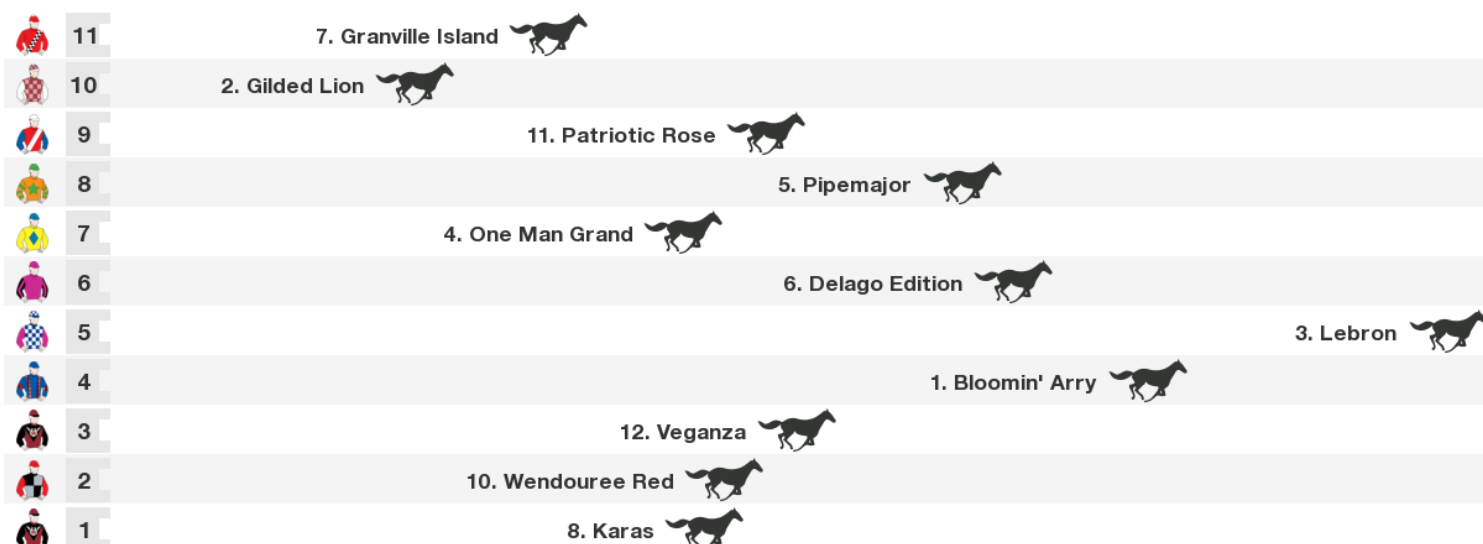 11 7. Granville Island
10 2. Gilded Lion
9 11. Patriotic Rose
8 5. Pipemajor
7 4. One Man Grand
6 6. Delago Edition
5 3. Lebron
4 1. Bloomin' Arry
3 12. Veganza
2 10. Wendouree Red
1 8. Karas